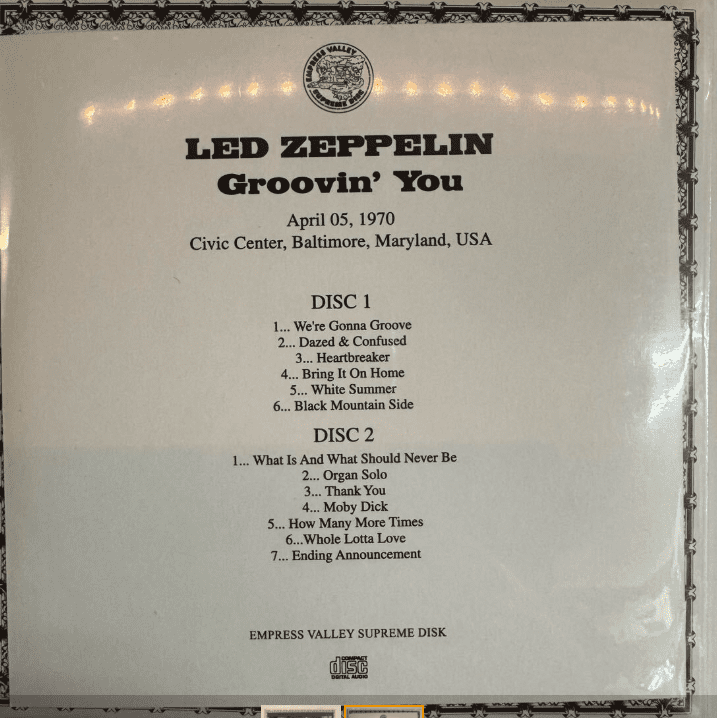 EMPRESS VALLEY
SUPREME DISK
LED ZEPPELIN
Groovin' You
April 05, 1970
Civic Center, Baltimore, Maryland, USA
DISC 1
1... We're Gonna Groove
2... Dazed & Confused
3... Heartbreaker
4... Bring It On Home
5... White Summer
6... Black Mountain Side
DISC 2
1... What Is And What Should Never Be
2... Organ Solo
3... Thank You
4... Moby Dick
5... How Many More Times
6...Whole Lotta Love
7... Ending Announcement
EMPRESS VALLEY SUPREME DISK
COMPACT
disc
DIGITAL AUDIO